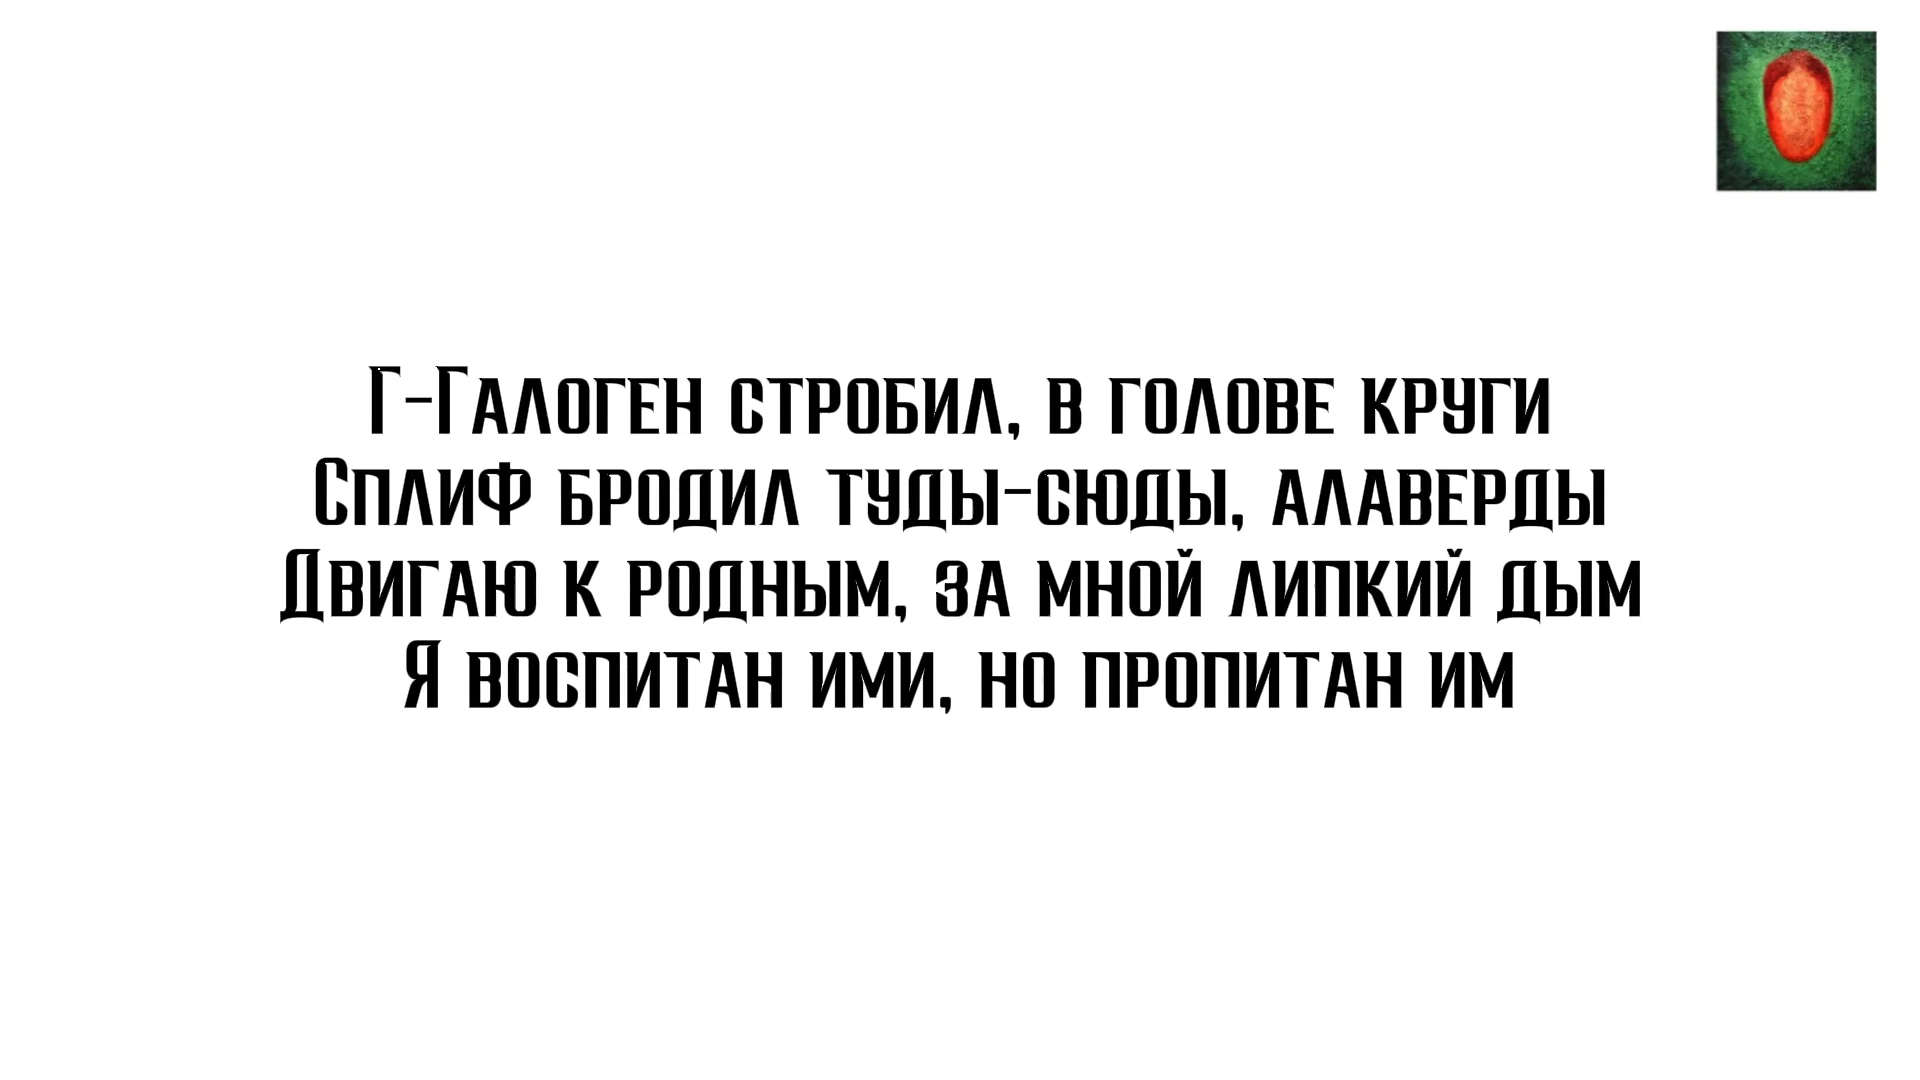 Г-Галоген стробил, в голове круги
Сплиф бродил туды-сюды, алаверды
Двигаю к родным, за мной липкий дым
Я воспитан ими, но пропитан им